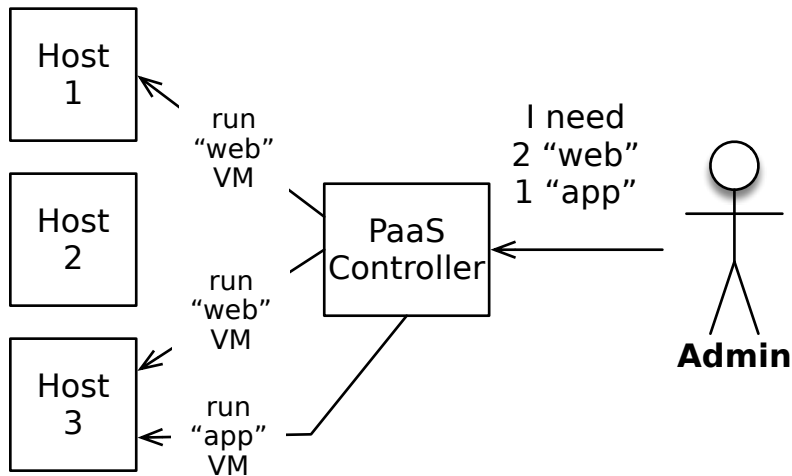 Host
1
run
“web”
VM
Host
2
run
“web”
VM
Host
3
run
“app”
VM
PaaS
Controller
I need
2 “web”
1 “app”
Admin